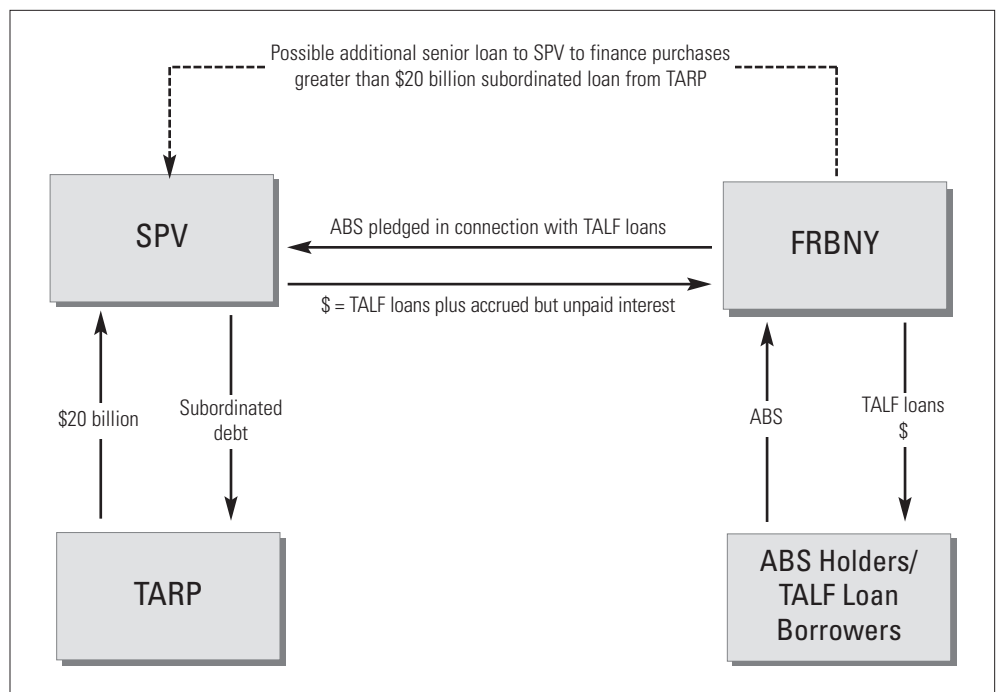 Possible additional senior loan to SPV to finance purchases
greater than $20 billion subordinated loan from TARP
SPV
FRBNY
ABS pledged in connection with TALF loans
$ = TALF loans plus accrued but unpaid interest
$20 billion
Subordinated
debt
ABS
TALF loans
$
TARP
ABS Holders/
TALF Loan
Borrowers